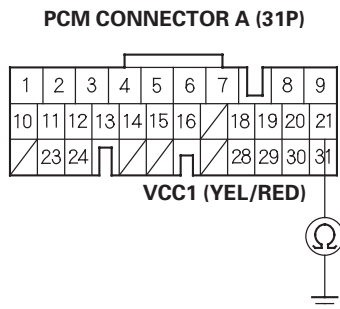 PCM CONNECTOR A (31P)
1 2 3 4 5 6 7 8 9
10 11 12 13 14 15 16 18 19 20 21
23 24 28 29 30 31
VCC1 (YEL/RED)
Ω